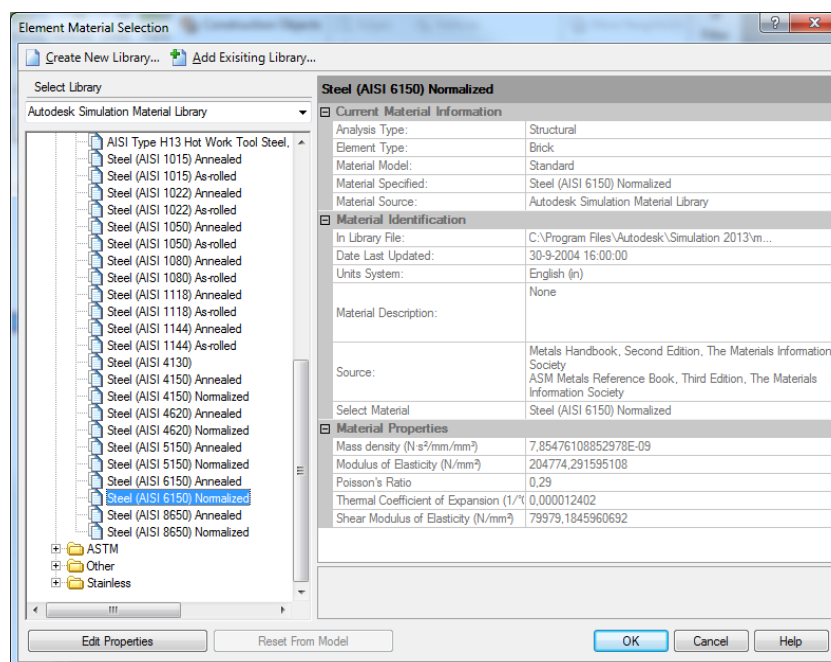 Element Material Selection
Create New Library... Add Exisiting Library...
Select Library
Autodesk Simulation Material Library
AISI Type H13 Hot Work Tool Steel,
Steel (AISI 1015) Annealed
Steel (AISI 1015) As-rolled
Steel (AISI 1022) Annealed
Steel (AISI 1022) As-rolled
Steel (AISI 1050) Annealed
Steel (AISI 1050) As-rolled
Steel (AISI 1080) Annealed
Steel (AISI 1080) As-rolled
Steel (AISI 1118) Annealed
Steel (AISI 1118) As-rolled
Steel (AISI 1144) Annealed
Steel (AISI 1144) As-rolled
Steel (AISI 4130)
Steel (AISI 4150) Annealed
Steel (AISI 4150) Normalized
Steel (AISI 4620) Annealed
Steel (AISI 4620) Normalized
Steel (AISI 5150) Annealed
Steel (AISI 5150) Normalized
Steel (AISI 6150) Annealed
Steel (AISI 6150) Normalized
Steel (AISI 8650) Annealed
Steel (AISI 8650) Normalized
ASTM
Other
Stainless
Steel (AISI 6150) Normalized
Current Material Information
Analysis Type: Structural
Element Type: Brick
Material Model: Standard
Material Specified: Steel (AISI 6150) Normalized
Material Source: Autodesk Simulation Material Library
Material Identification
In Library File: C:\Program Files\Autodesk\Simulation 2013\m...
Date Last Updated: 30-9-2004 16:00:00
Units System: English (in)
Material Description: None
Source: Metals Handbook, Second Edition, The Materials Information
Society
ASM Metals Reference Book, Third Edition, The Materials
Information Society
Select Material Steel (AISI 6150) Normalized
Material Properties
Mass density (N·s²/mm/mm³) 7,85476108852978E-09
Modulus of Elasticity (N/mm²) 204774,291595108
Poisson's Ratio 0,29
Thermal Coefficient of Expansion (1/° 0,000012402
Shear Modulus of Elasticity (N/mm²) 79979,1845960692
Edit Properties Reset From Model OK Cancel Help